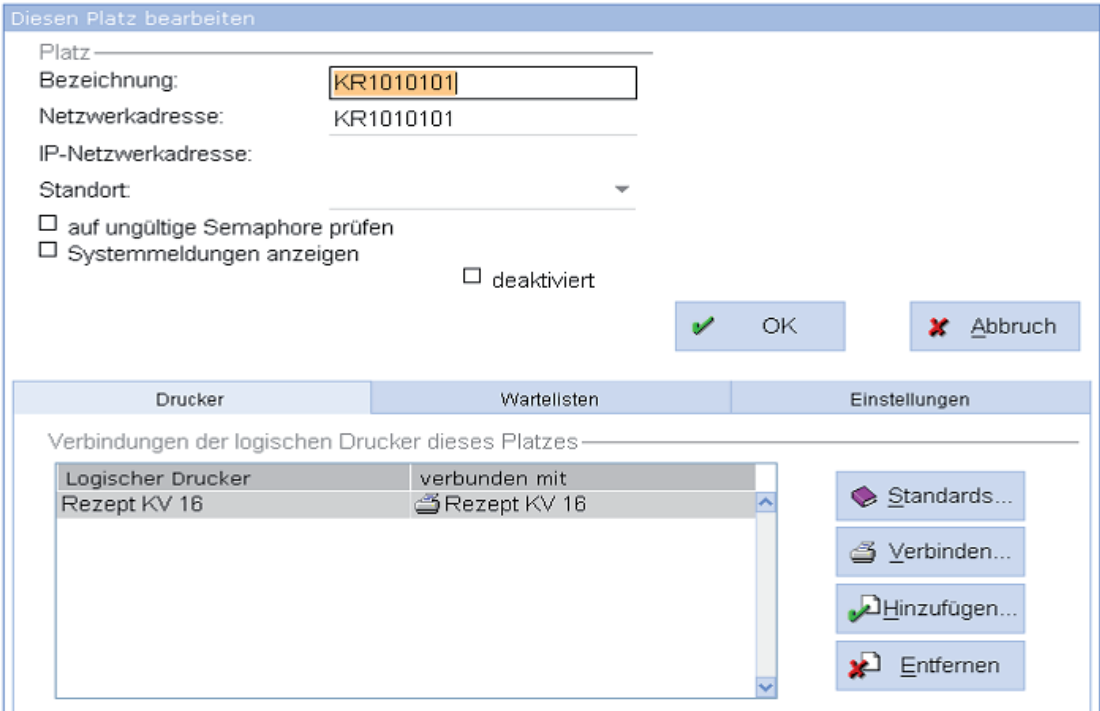 Diesen Platz bearbeiten
Platz
Bezeichnung: KR1010101
Netzwerkadresse: KR1010101
IP-Netzwerkadresse:
Standort:
auf ungültige Semaphore prüfen
Systemmeldungen anzeigen
deaktiviert
OK Abbruch
Drucker Wartelisten Einstellungen
Verbindungen der logischen Drucker dieses Platzes
Logischer Drucker verbunden mit
Rezept KV 16 Rezept KV 16
Standards...
Verbinden...
Hinzufügen...
Entfernen